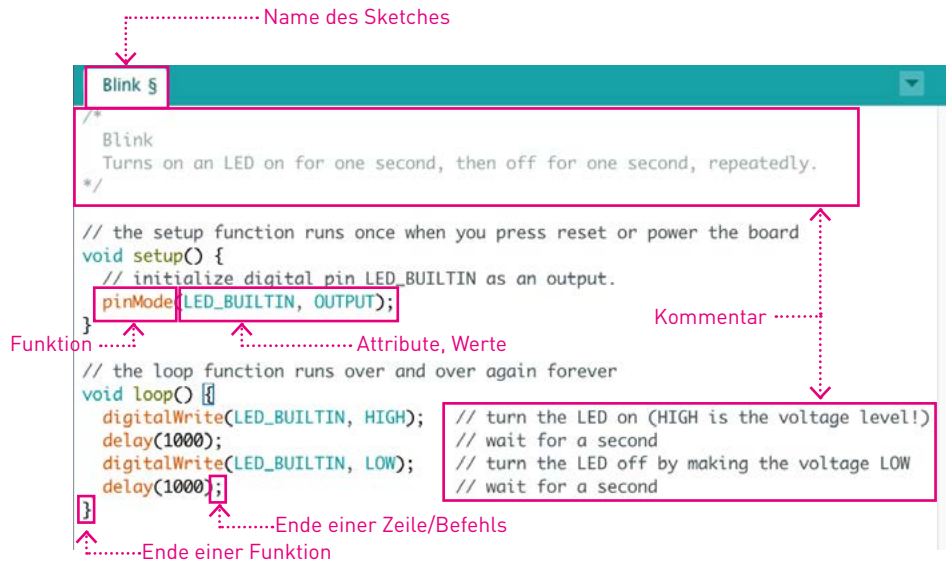 Name des Sketches
Blink §
/*
Blink
Turns on an LED on for one second, then off for one second, repeatedly.
*/
// the setup function runs once when you press reset or power the board
void setup() {
// initialize digital pin LED_BUILTIN as an output.
pinMode(LED_BUILTIN, OUTPUT);
}
Kommentar
Funktion
Attribute, Werte
// the loop function runs over and over again forever
void loop() {
digitalWrite(LED_BUILTIN, HIGH); // turn the LED on (HIGH is the voltage level!)
delay(1000); // wait for a second
digitalWrite(LED_BUILTIN, LOW); // turn the LED off by making the voltage LOW
delay(1000); // wait for a second
}
Ende einer Zeile/Befehls
Ende einer Funktion